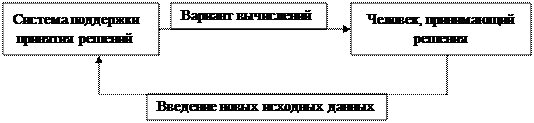 Система поддержки
принятия решений
Вариант вычислений
Человек, принимающий
решения
Введение новых исходных данных